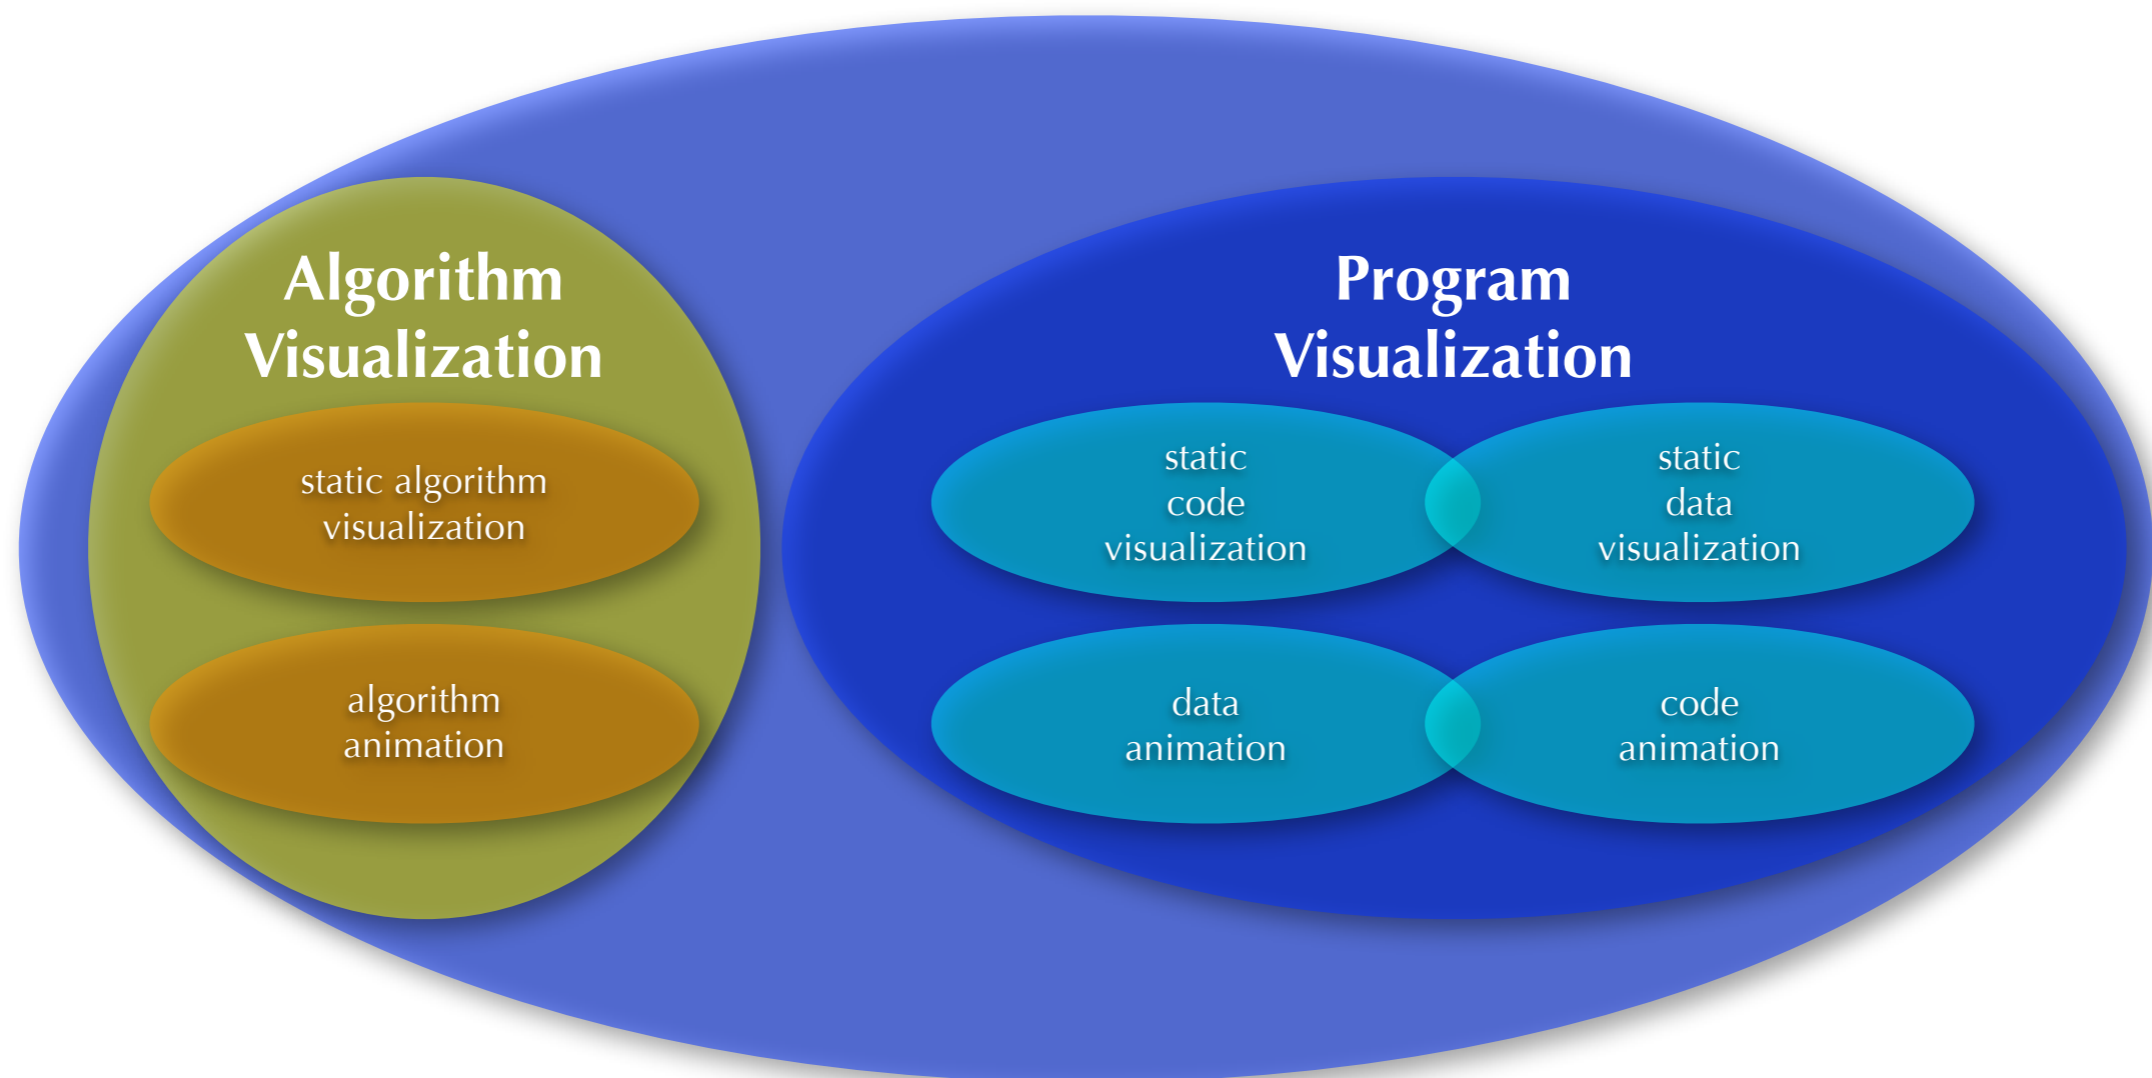 Algorithm
Visualization
static algorithm
visualization
algorithm
animation
Program
Visualization
static
code
visualization
static
data
visualization
data
animation
code
animation